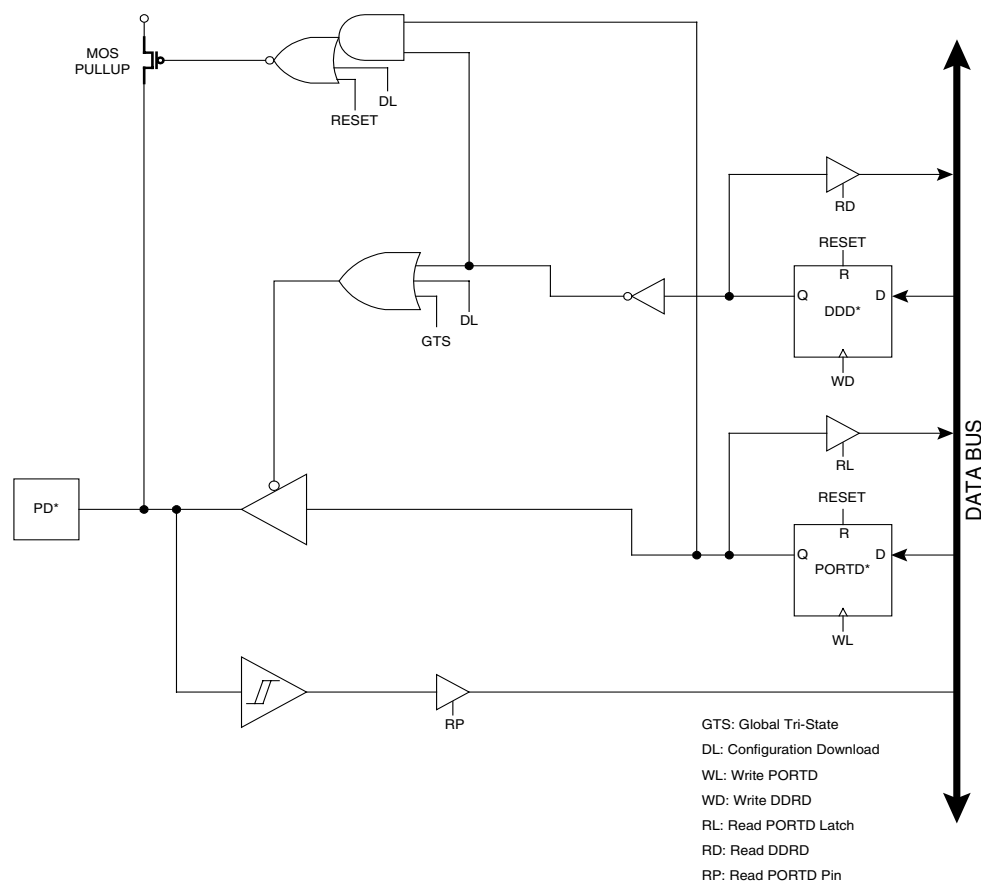 MOS
PULLUP
DL
RESET
RD
RESET
R
Q
D
DDD*
DL
GTS
WD
RL
DATA BUS
PD*
RESET
R
Q
D
PORTD*
WL
RP
GTS: Global Tri-State
DL: Configuration Download
WL: Write PORTD
WD: Write DDRD
RL: Read PORTD Latch
RD: Read DDRD
RP: Read PORTD Pin